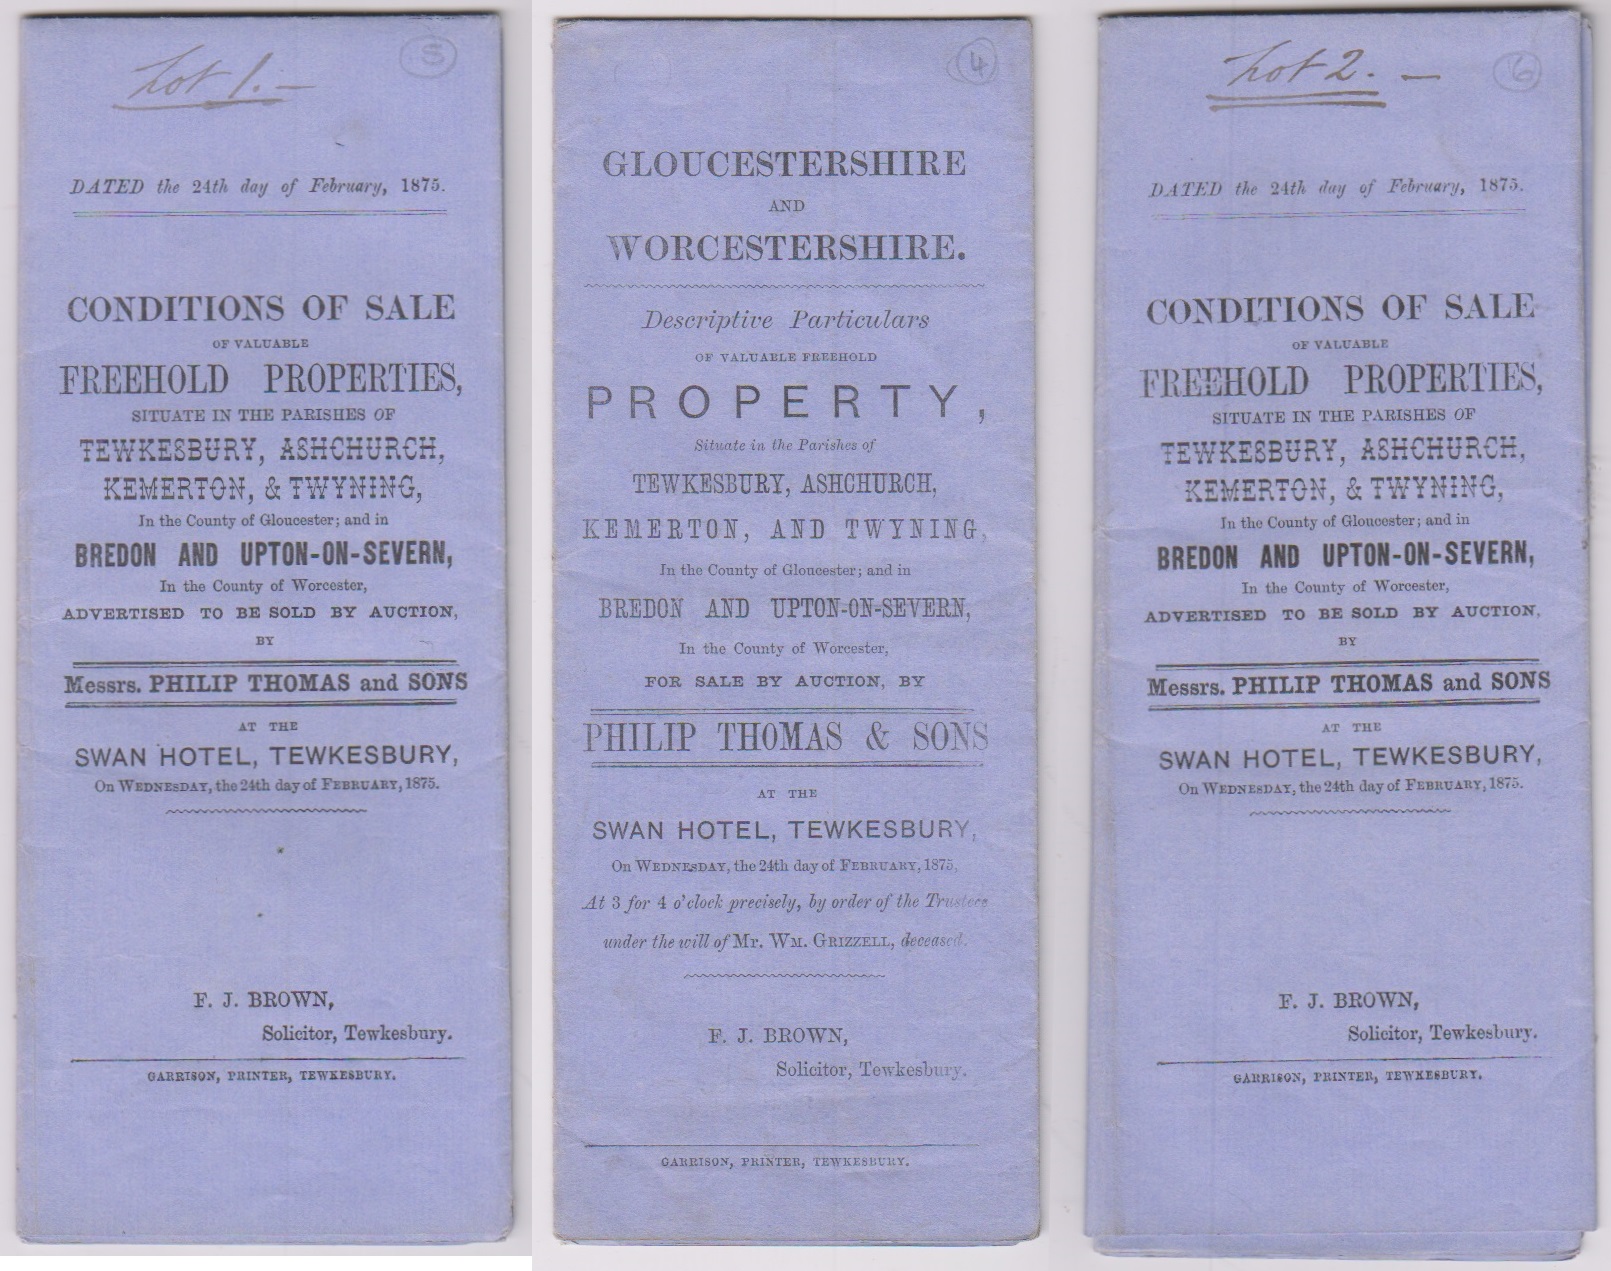 Lot 1. —
5
DATED the 24th day of February, 1875.
CONDITIONS OF SALE
OF VALUABLE
FREEHOLD PROPERTIES,
SITUATE IN THE PARISHES OF
TEWKESBURY, ASHCHURCH,
KEMERTON, & TWYNING,
In the County of Gloucester; and in
BREDON AND UPTON-ON-SEVERN,
In the County of Worcester,
ADVERTISED TO BE SOLD BY AUCTION,
BY
Messrs. PHILIP THOMAS and SONS
AT THE
SWAN HOTEL, TEWKESBURY,
On WEDNESDAY, the 24th day of FEBRUARY, 1875.
F. J. BROWN,
Solicitor, Tewkesbury.
GARRISON, PRINTER, TEWKESBURY.
4
GLOUCESTERSHIRE
AND
WORCESTERSHIRE.
Descriptive Particulars
OF VALUABLE FREEHOLD
PROPERTY,
Situate in the Parishes of
TEWKESBURY, ASHCHURCH,
KEMERTON, AND TWYNING,
In the County of Gloucester; and in
BREDON AND UPTON-ON-SEVERN,
In the County of Worcester,
FOR SALE BY AUCTION, BY
PHILIP THOMAS & SONS
AT THE
SWAN HOTEL, TEWKESBURY,
On WEDNESDAY, the 24th day of FEBRUARY, 1875,
At 3 for 4 o'clock precisely, by order of the Trustees
under the will of Mr. WM. GRIZZELL, deceased.
F. J. BROWN,
Solicitor, Tewkesbury.
GARRISON, PRINTER, TEWKESBURY.
Lot 2. —
6
DATED the 24th day of February, 1875.
CONDITIONS OF SALE
OF VALUABLE
FREEHOLD PROPERTIES,
SITUATE IN THE PARISHES OF
TEWKESBURY, ASHCHURCH,
KEMERTON, & TWYNING,
In the County of Gloucester; and in
BREDON AND UPTON-ON-SEVERN,
In the County of Worcester,
ADVERTISED TO BE SOLD BY AUCTION,
BY
Messrs. PHILIP THOMAS and SONS
AT THE
SWAN HOTEL, TEWKESBURY,
On WEDNESDAY, the 24th day of FEBRUARY, 1875.
F. J. BROWN,
Solicitor, Tewkesbury.
GARRISON, PRINTER, TEWKESBURY.